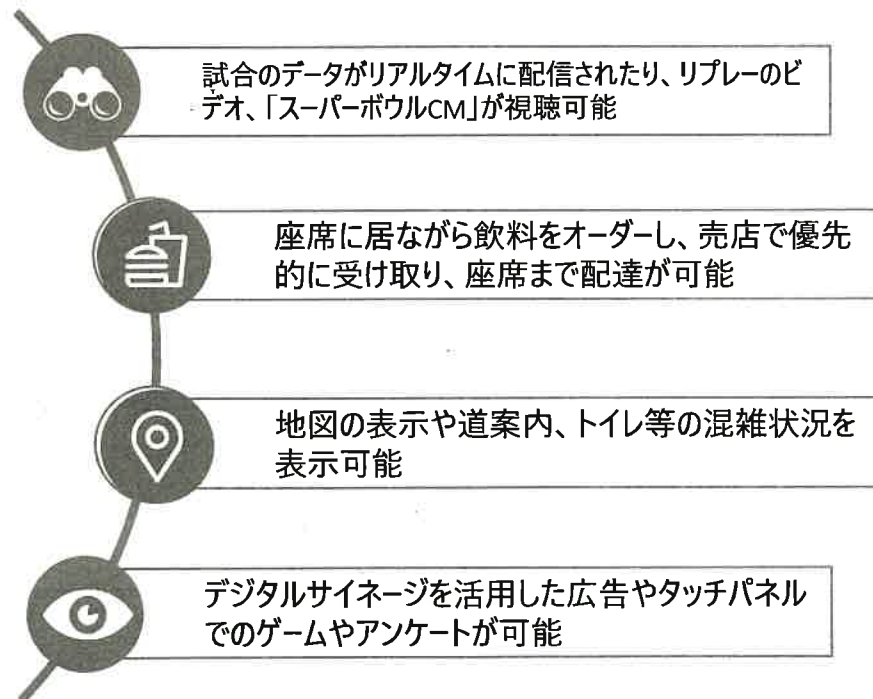 試合のデータがリアルタイムに配信されたり、リプレーのビ
デオ、「スーパーボウルCM」が視聴可能
座席に居ながら飲料をオーダーし、売店で優先
的に受け取り、座席まで配達が可能
地図の表示や道案内、トイレ等の混雑状況を
表示可能
デジタルサイネージを活用した広告やタッチパネル
でのゲームやアンケートが可能